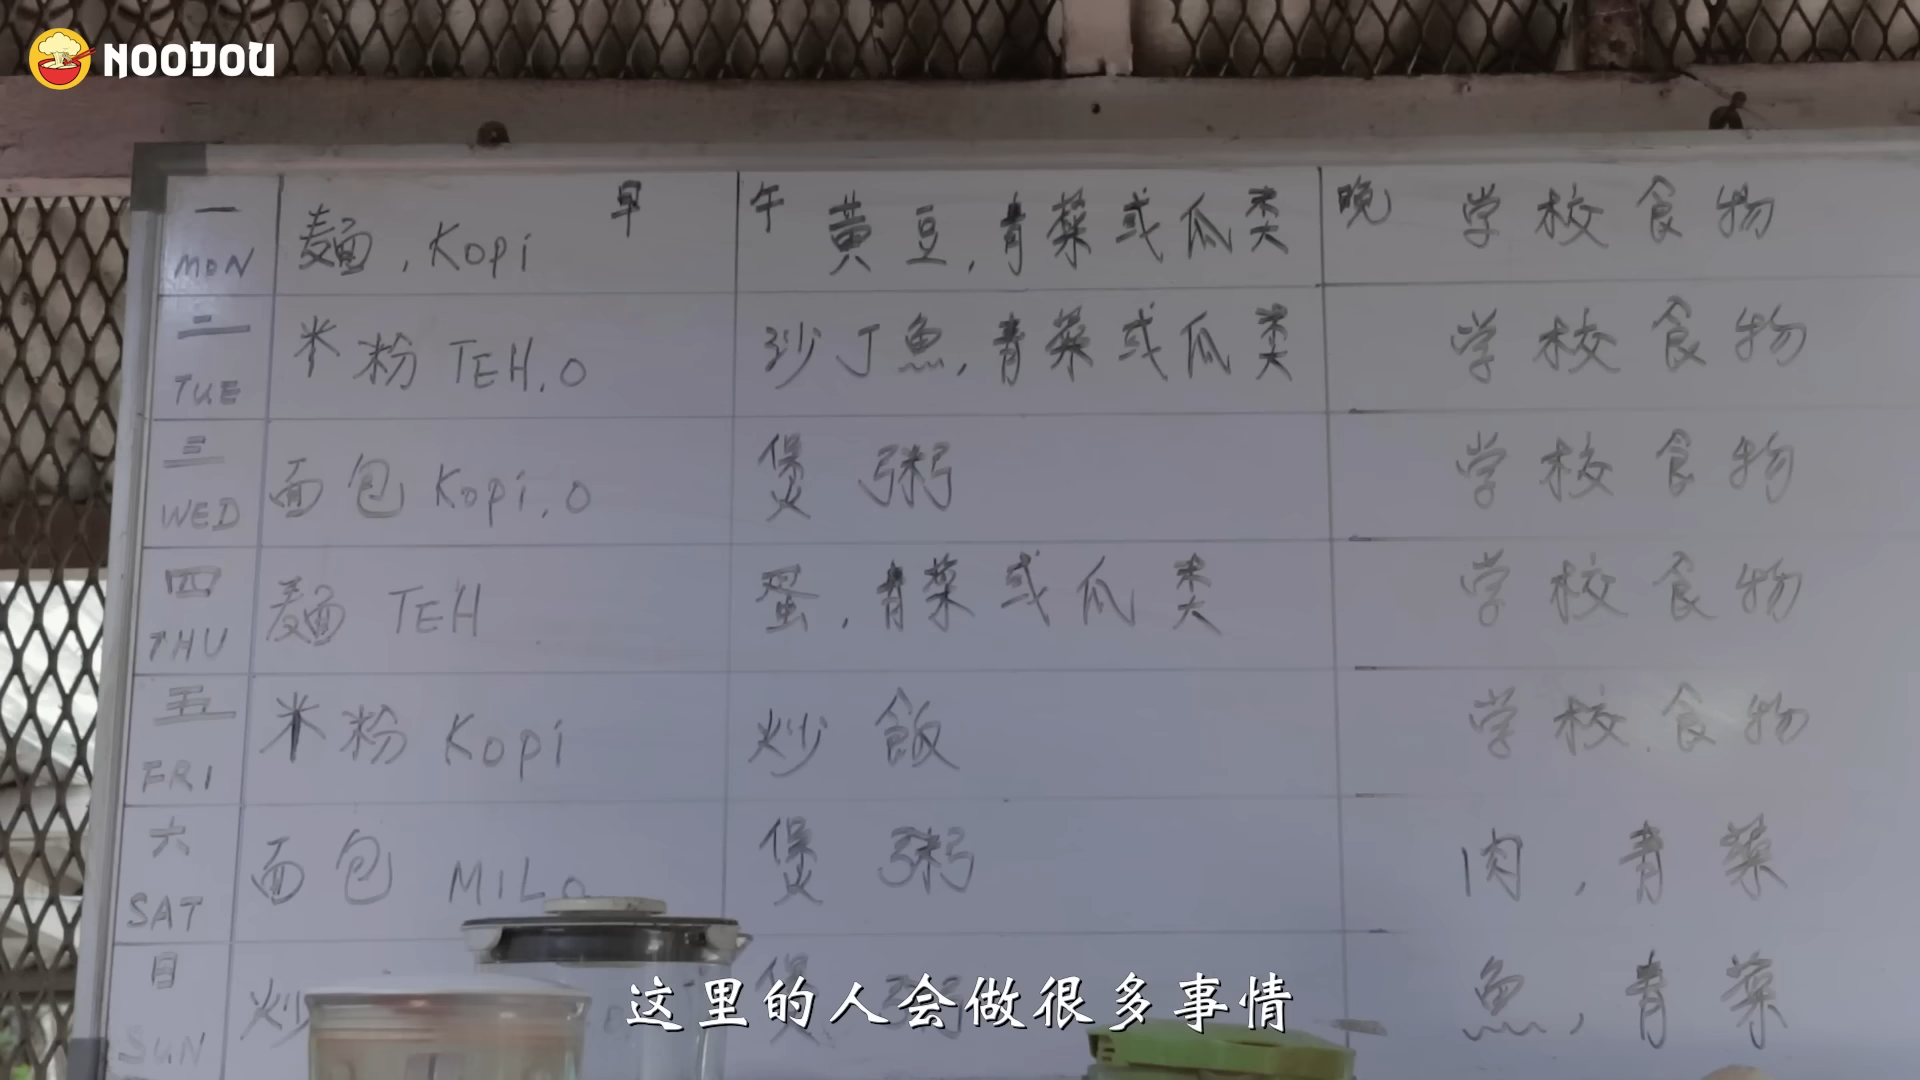 NOODOU
一 麺, Kopi 早 午 黄豆, 青菜或瓜类 晚 学校食物
MON
二 米粉 TEH.O 沙丁魚, 青菜或瓜类 学校食物
TUE
三 面包 Kopi.O 煲粥 学校食物
WED
四 麺 TEH 蛋, 青菜或瓜类 学校食物
THU
五 米粉 Kopi 炒飯 学校食物
FRI
六 面包 MILO 煲粥 肉, 青菜
SAT
日 炒 煲粥 魚, 青菜
SUN
这里的人会做很多事情